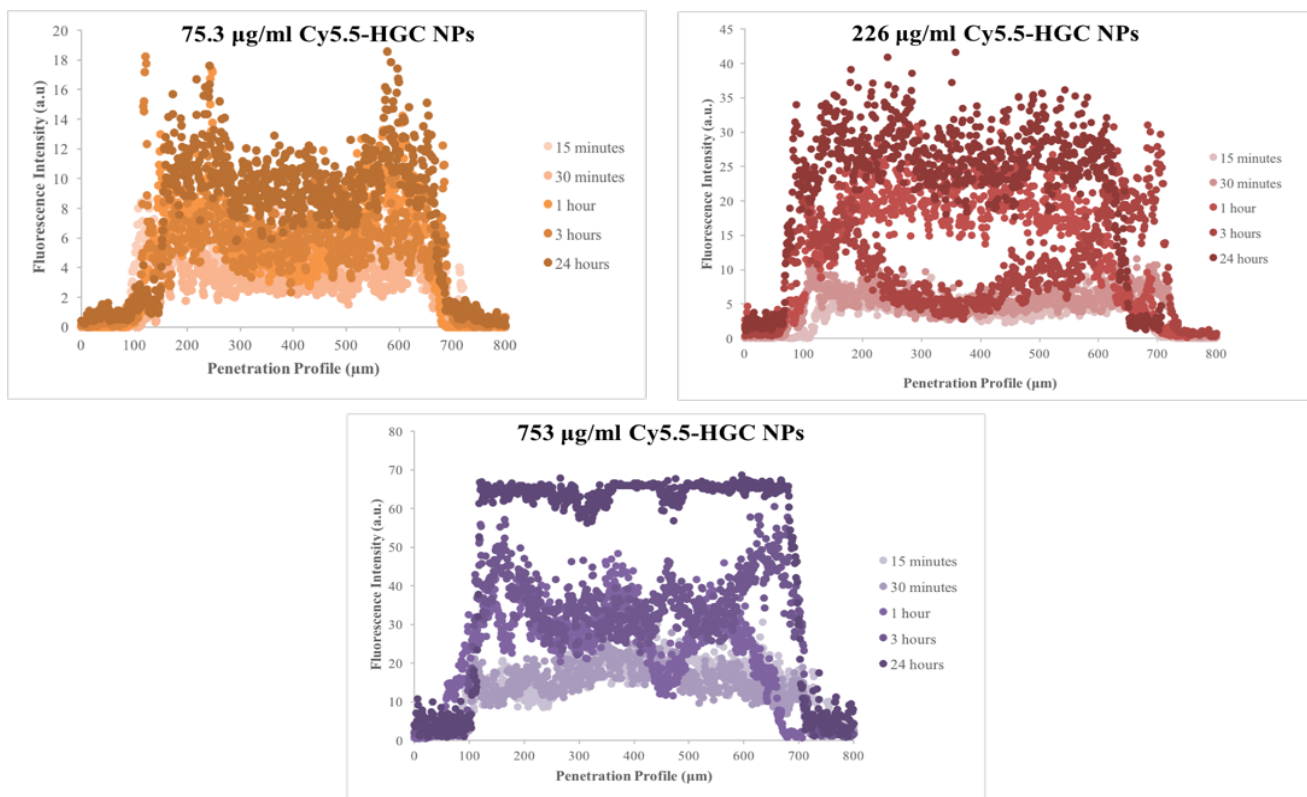 75.3 µg/ml Cy5.5-HGC NPs
20
18
16
14
12
10
8
6
4
2
0
Fluorescence Intensity (a.u)
0 100 200 300 400 500 600 700 800
Penetration Profile (µm)
15 minutes
30 minutes
1 hour
3 hours
24 hours
226 µg/ml Cy5.5-HGC NPs
45
40
35
30
25
20
15
10
5
0
Fluorescence Intensity (a.u.)
0 100 200 300 400 500 600 700 800
Penetration Profile (µm)
15 minutes
30 minutes
1 hour
3 hours
24 hours
753 µg/ml Cy5.5-HGC NPs
80
70
60
50
40
30
20
10
0
Fluorescence Intensity (a.u.)
0 100 200 300 400 500 600 700 800
Penetration Profile (µm)
15 minutes
30 minutes
1 hour
3 hours
24 hours